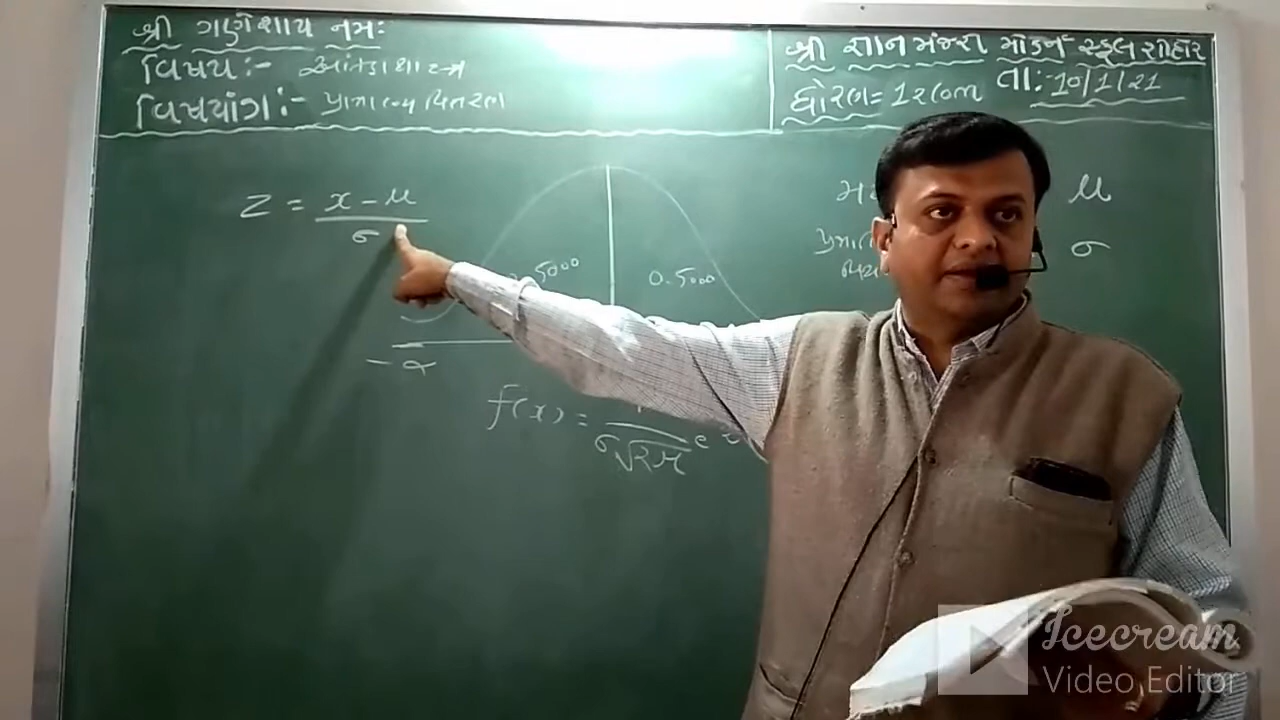 શ્રી ગણેશાય નમઃ
વિષય:- આંકડાશાસ્ત્ર
વિષયાંગ:- પ્રામાણ્ય વિતરણ
શ્રી જ્ઞાનમંજરી મોડર્ન સ્કૂલ શીહોર
ધોરણ= 12 com તા:-10/1/21
z = x - μ
σ
μ
σ
.5000
0.5000
- ∝
f(x) =
σ√2π e
Icecream
Video Editor